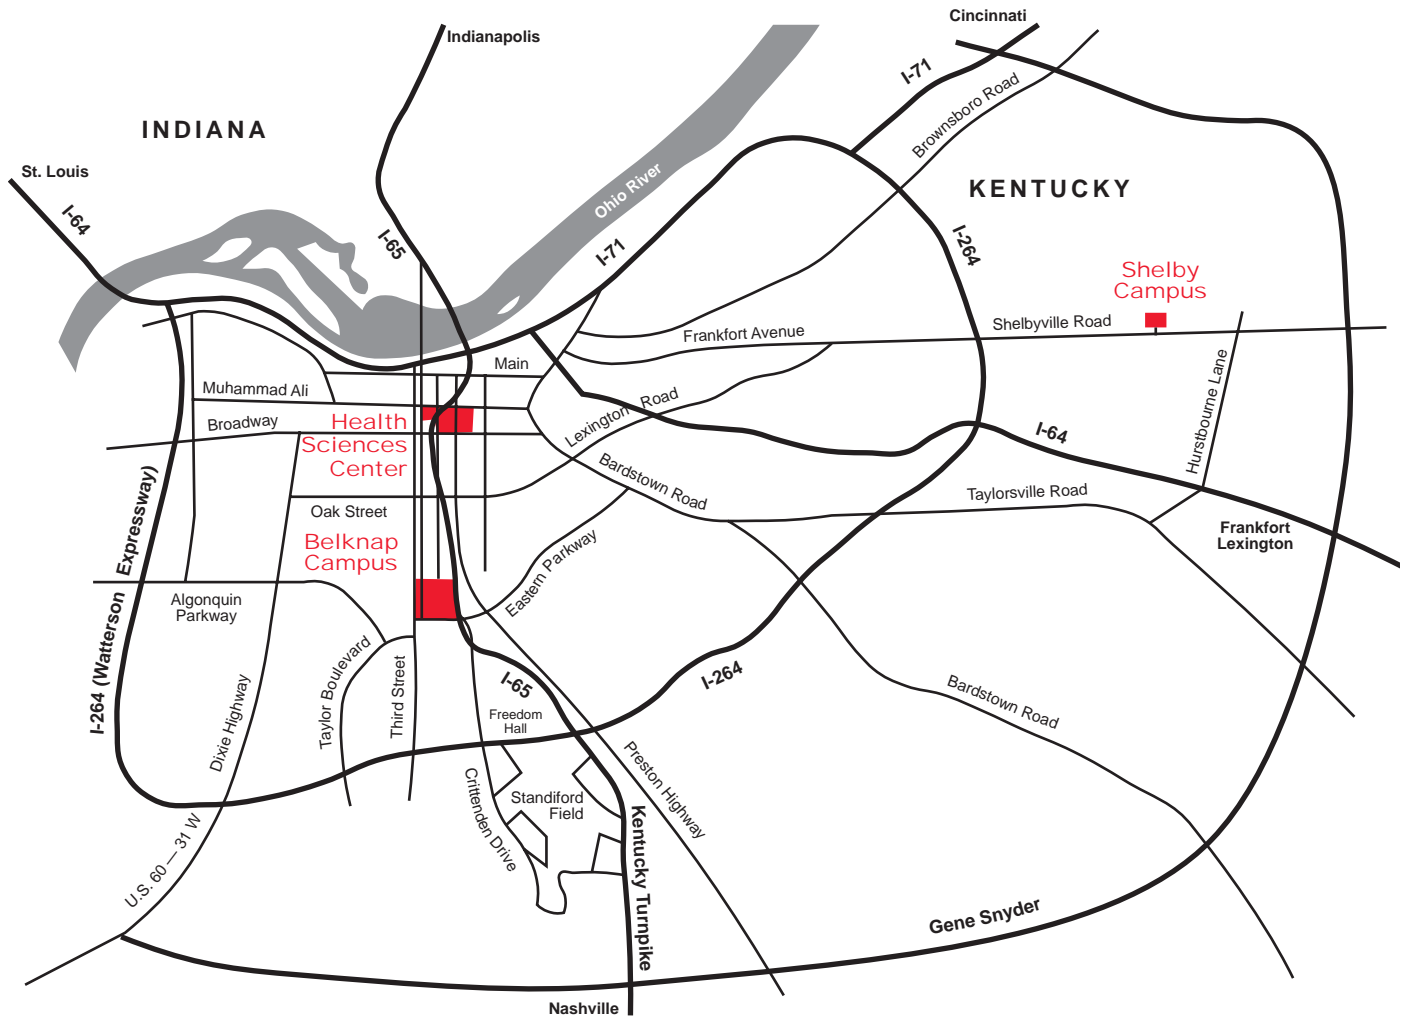 Cincinnati
Indianapolis
I-71
Brownsboro Road
INDIANA
St. Louis
KENTUCKY
Ohio River
I-64
I-65
I-71
I-264
Shelby
Campus
Shelbyville Road
Frankfort Avenue
Main
Muhammad Ali
Hurstbourne Lane
Lexington Road
Broadway
Health
Sciences
Center
I-64
Bardstown Road
Taylorsville Road
Oak Street
Frankfort
Lexington
Belknap
Campus
Eastern Parkway
I-264 (Watterson Expressway)
Algonquin
Parkway
Taylor Boulevard
Third Street
I-65
I-264
Bardstown Road
Dixie Highway
Freedom
Hall
Preston Highway
Crittenden Drive
Standiford
Field
Kentucky Turnpike
U.S. 60 — 31 W
Gene Snyder
Nashville